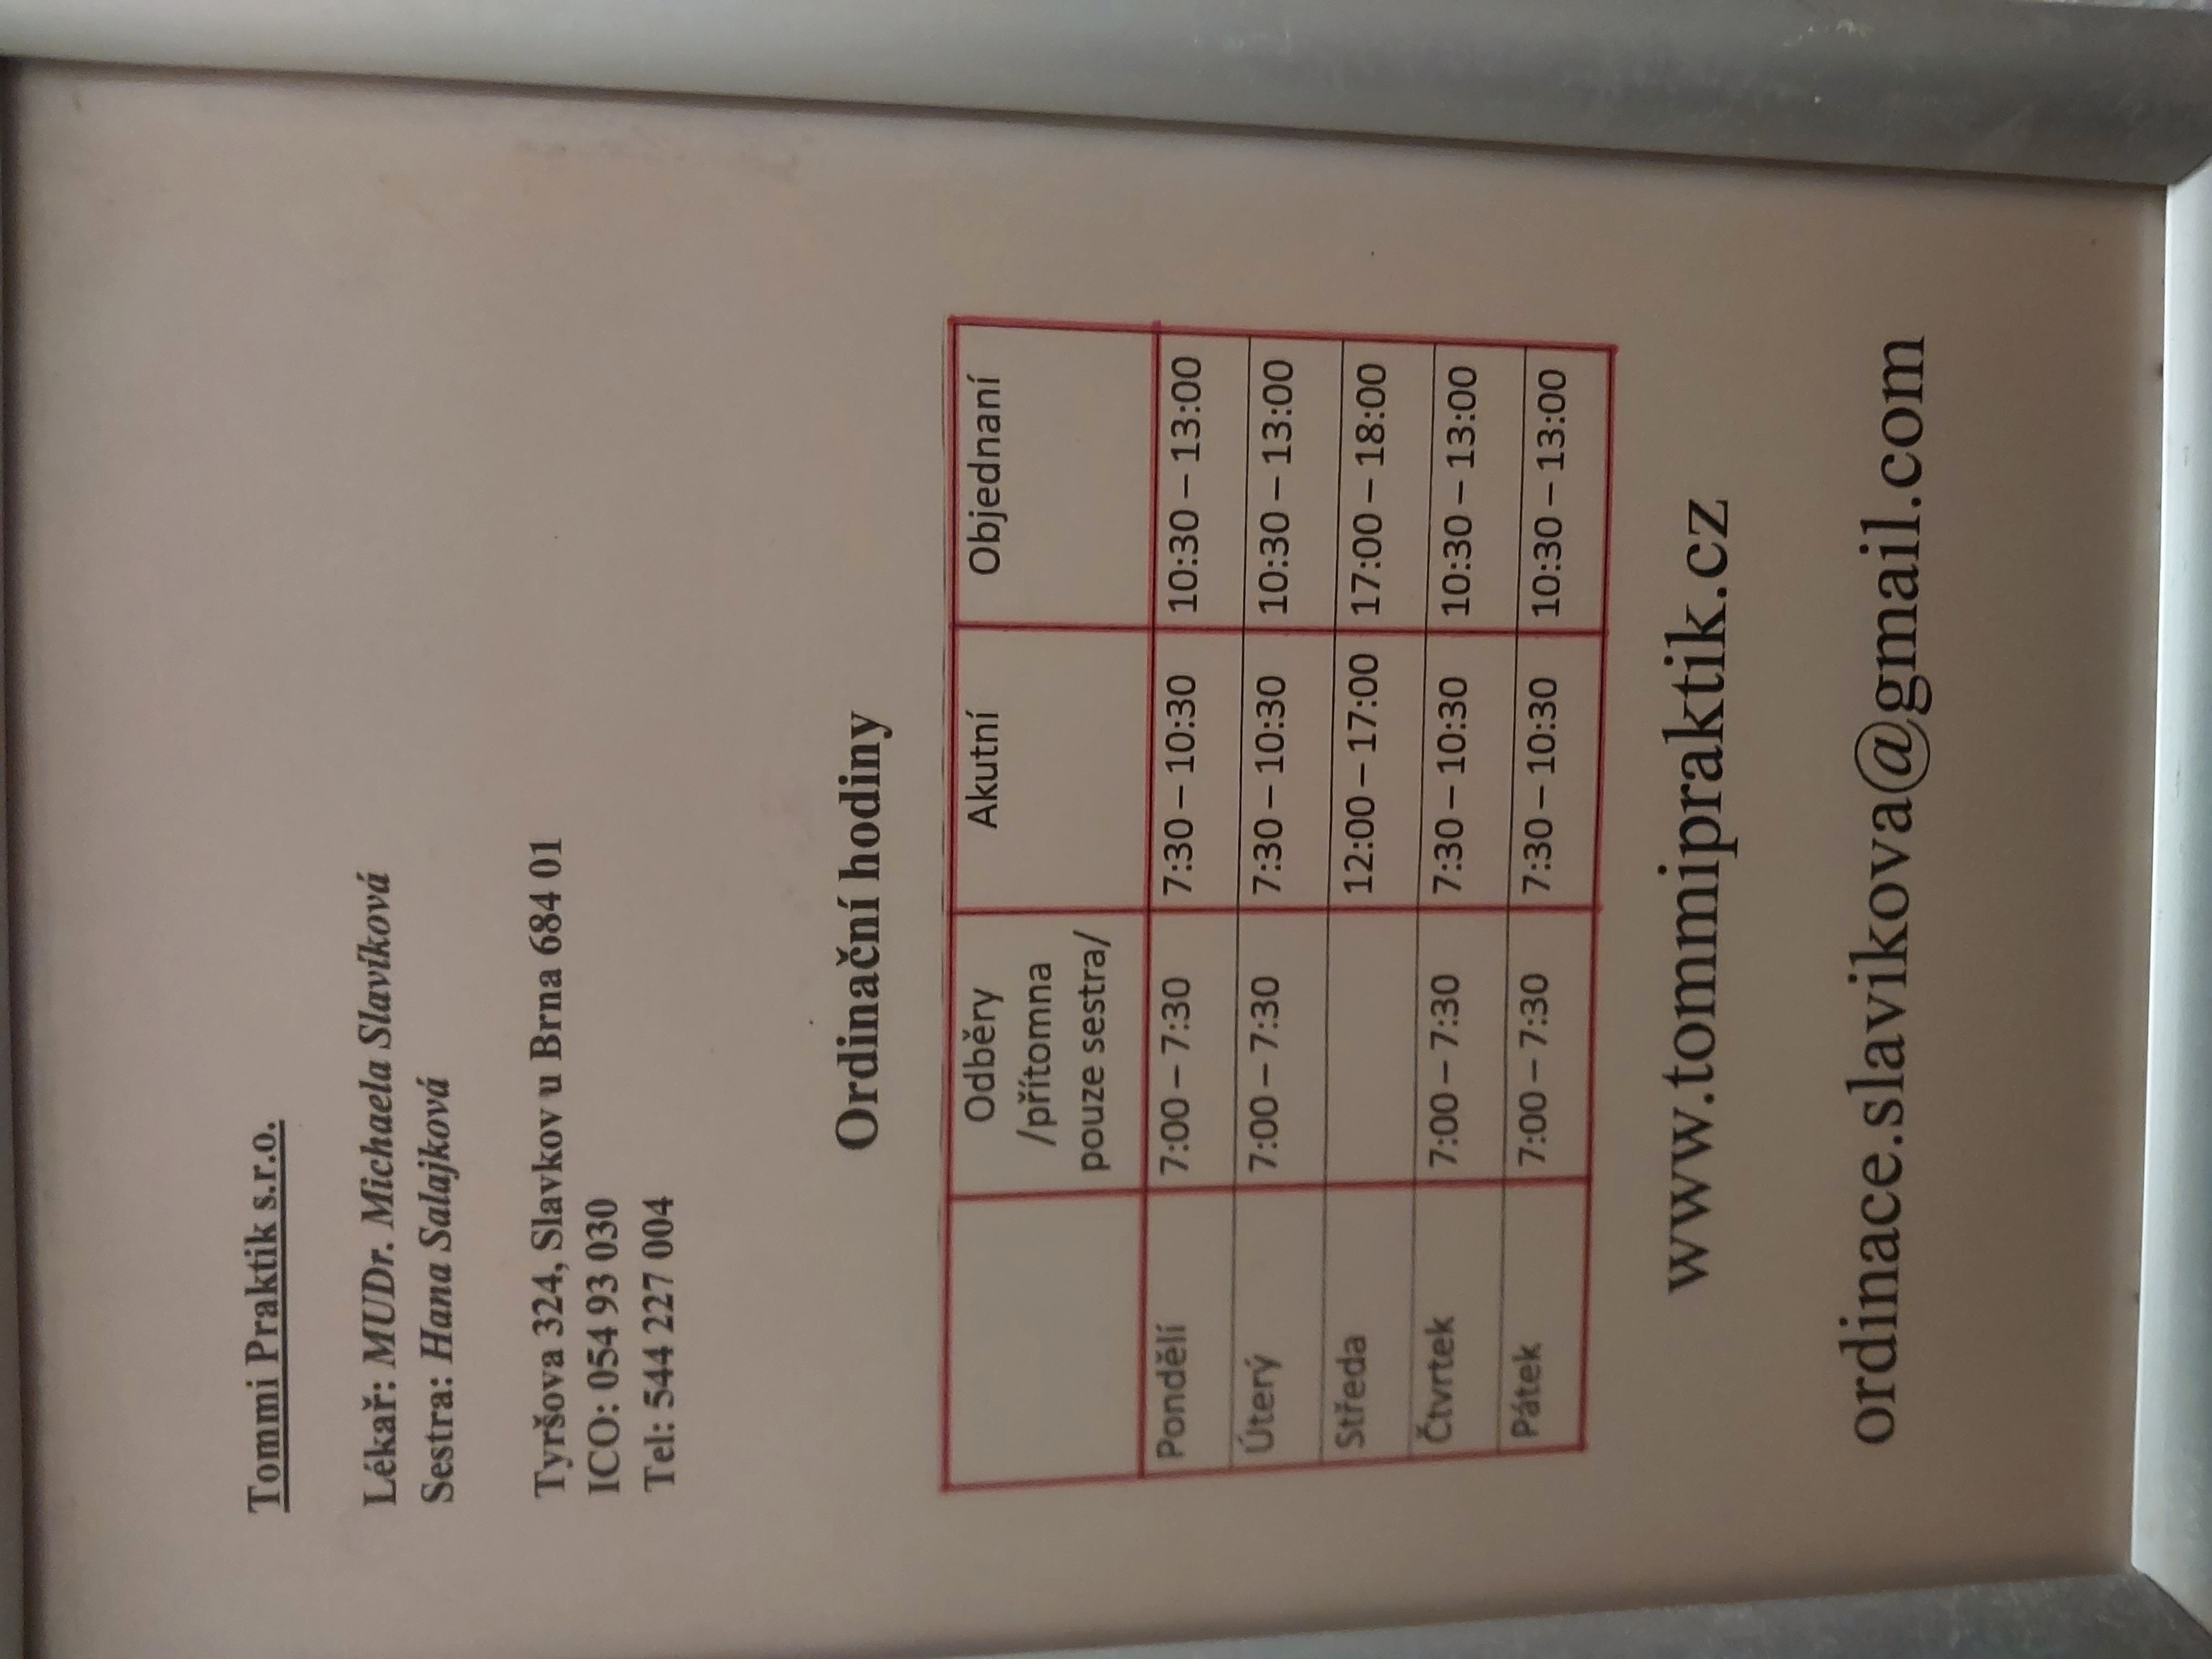 Tommi Praktik s.r.o.
Lékař: MUDr. Michaela Slavíková
Sestra: Hana Salajková
Tyršova 324, Slavkov u Brna 684 01
ICO: 054 93 030
Tel: 544 227 004
Ordinační hodiny
Odběry /přítomna pouze sestra/ Akutní Objednaní
Pondělí 7:00 – 7:30 7:30 – 10:30 10:30 – 13:00
Úterý 7:00 – 7:30 7:30 – 10:30 10:30 – 13:00
Středa 12:00 – 17:00 17:00 – 18:00
Čtvrtek 7:00 – 7:30 7:30 – 10:30 10:30 – 13:00
Pátek 7:00 – 7:30 7:30 – 10:30 10:30 – 13:00
www.tommipraktik.cz
ordinace.slavikova@gmail.com